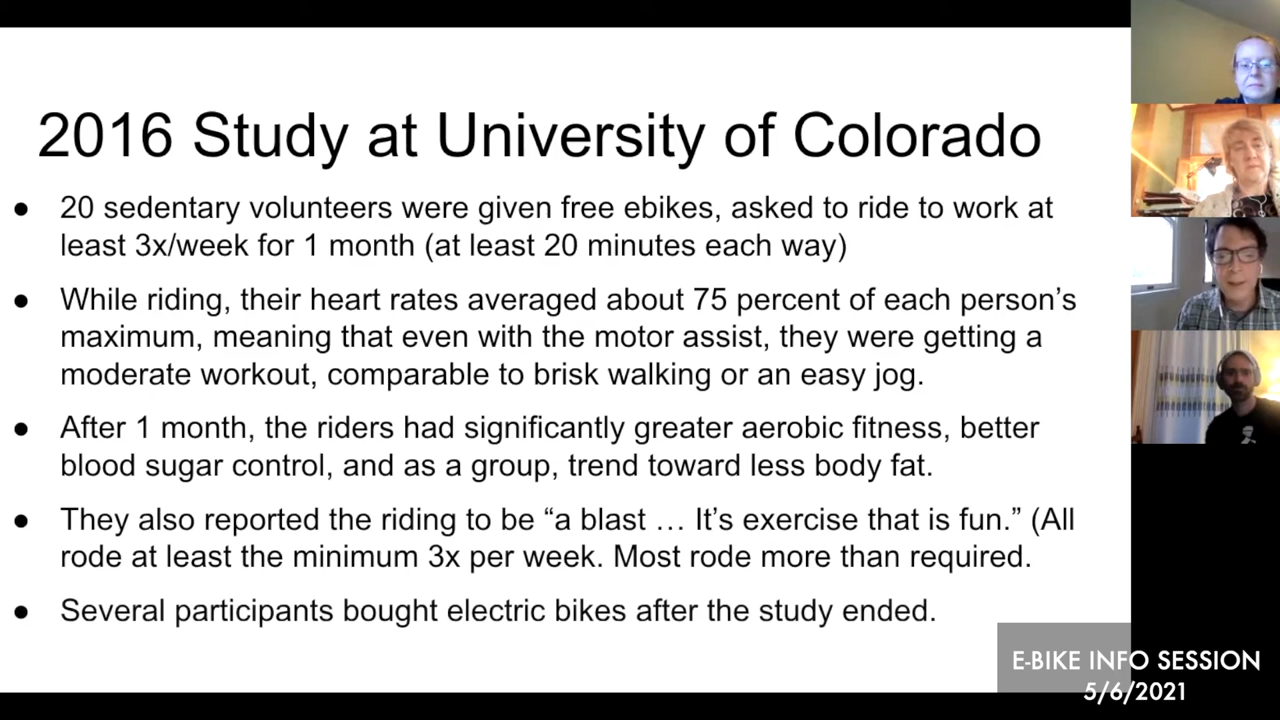 2016 Study at University of Colorado
● 20 sedentary volunteers were given free ebikes, asked to ride to work at
least 3x/week for 1 month (at least 20 minutes each way)
● While riding, their heart rates averaged about 75 percent of each person’s
maximum, meaning that even with the motor assist, they were getting a
moderate workout, comparable to brisk walking or an easy jog.
● After 1 month, the riders had significantly greater aerobic fitness, better
blood sugar control, and as a group, trend toward less body fat.
● They also reported the riding to be “a blast … It’s exercise that is fun.” (All
rode at least the minimum 3x per week. Most rode more than required.
● Several participants bought electric bikes after the study ended.
E-BIKE INFO SESSION
5/6/2021